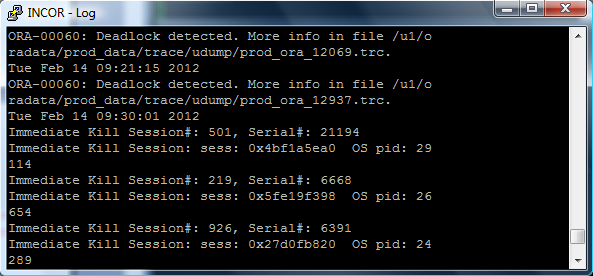 INCOR - Log
ORA-00060: Deadlock detected. More info in file /u1/o
radata/prod_data/trace/udump/prod_ora_12069.trc.
Tue Feb 14 09:21:15 2012
ORA-00060: Deadlock detected. More info in file /u1/o
radata/prod_data/trace/udump/prod_ora_12937.trc.
Tue Feb 14 09:30:01 2012
Immediate Kill Session#: 501, Serial#: 21194
Immediate Kill Session: sess: 0x4bf1a5ea0  OS pid: 29
114
Immediate Kill Session#: 219, Serial#: 6668
Immediate Kill Session: sess: 0x5fe19f398  OS pid: 26
654
Immediate Kill Session#: 926, Serial#: 6391
Immediate Kill Session: sess: 0x27d0fb820  OS pid: 24
289